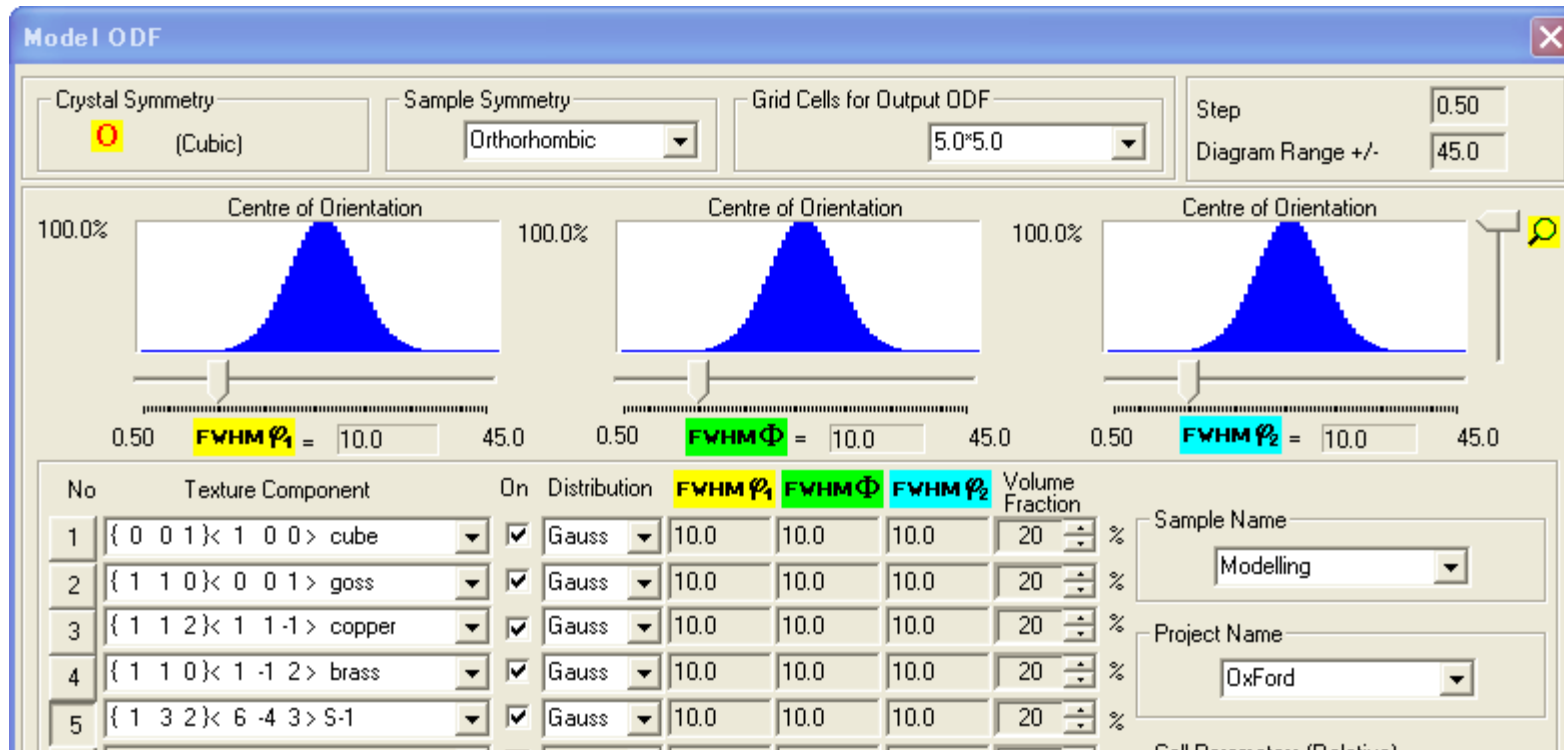 Model ODF
Crystal Symmetry
O (Cubic)
Sample Symmetry
Orthorhombic
Grid Cells for Output ODF
5.0*5.0
Step 0.50
Diagram Range +/- 45.0
Centre of Orientation Centre of Orientation Centre of Orientation
100.0% 100.0% 100.0%
0.50 FWHM φ1 = 10.0 45.0 0.50 FWHM Φ = 10.0 45.0 0.50 FWHM φ2 = 10.0 45.0
No Texture Component On Distribution FWHM φ1 FWHM Φ FWHM φ2 Volume Fraction
1 { 0 0 1 }< 1 0 0 > cube Gauss 10.0 10.0 10.0 20 %
2 { 1 1 0 }< 0 0 1 > goss Gauss 10.0 10.0 10.0 20 %
3 { 1 1 2 }< 1 1 -1 > copper Gauss 10.0 10.0 10.0 20 %
4 { 1 1 0 }< 1 -1 2 > brass Gauss 10.0 10.0 10.0 20 %
5 { 1 3 2 }< 6 -4 3 > S-1 Gauss 10.0 10.0 10.0 20 %
Sample Name
Modelling
Project Name
OxFord